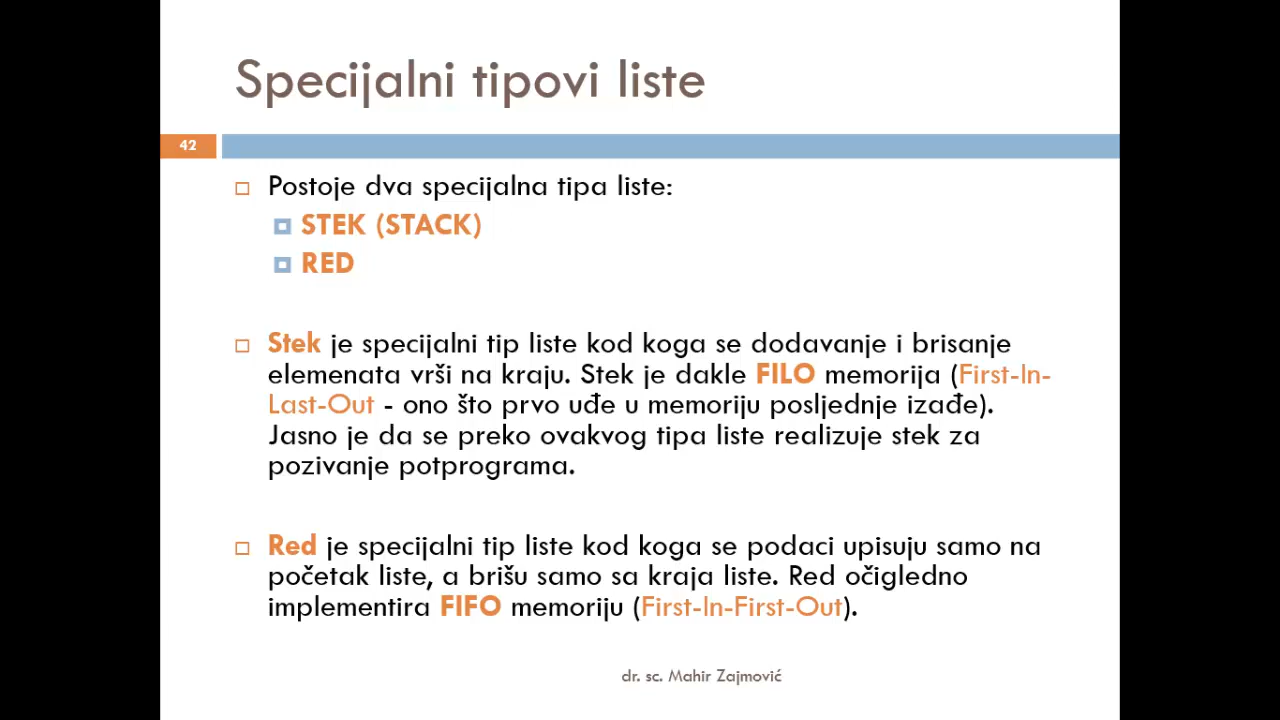 Specijalni tipovi liste
42
Postoje dva specijalna tipa liste:
STEK (STACK)
RED
Stek je specijalni tip liste kod koga se dodavanje i brisanje
elemenata vrši na kraju. Stek je dakle FILO memorija (First-In-
Last-Out - ono što prvo uđe u memoriju posljednje izađe).
Jasno je da se preko ovakvog tipa liste realizuje stek za
pozivanje potprograma.
Red je specijalni tip liste kod koga se podaci upisuju samo na
početak liste, a brišu samo sa kraja liste. Red očigledno
implementira FIFO memoriju (First-In-First-Out).
dr. sc. Mahir Zajmović